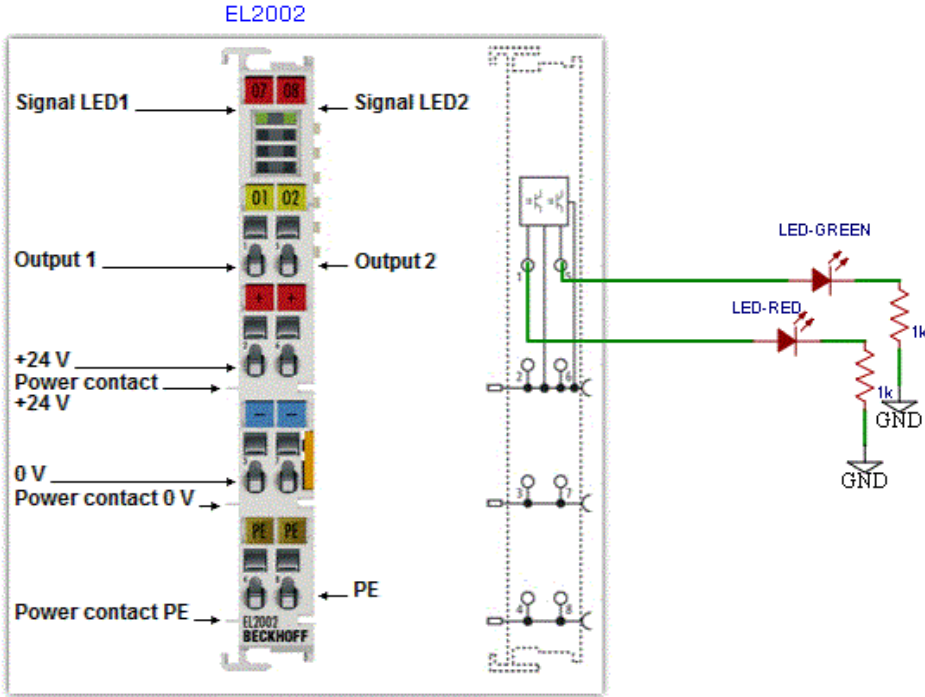 EL2002
Signal LED1
Signal LED2
07 08
01 02
Output 1
Output 2
+ +
+24 V
Power contact
+24 V
− −
0 V
Power contact 0 V
PE PE
PE
Power contact PE
EL2002
BECKHOFF
1 5
2 6
3 7
4 8
LED-GREEN
LED-RED
1k
1k
GND
GND